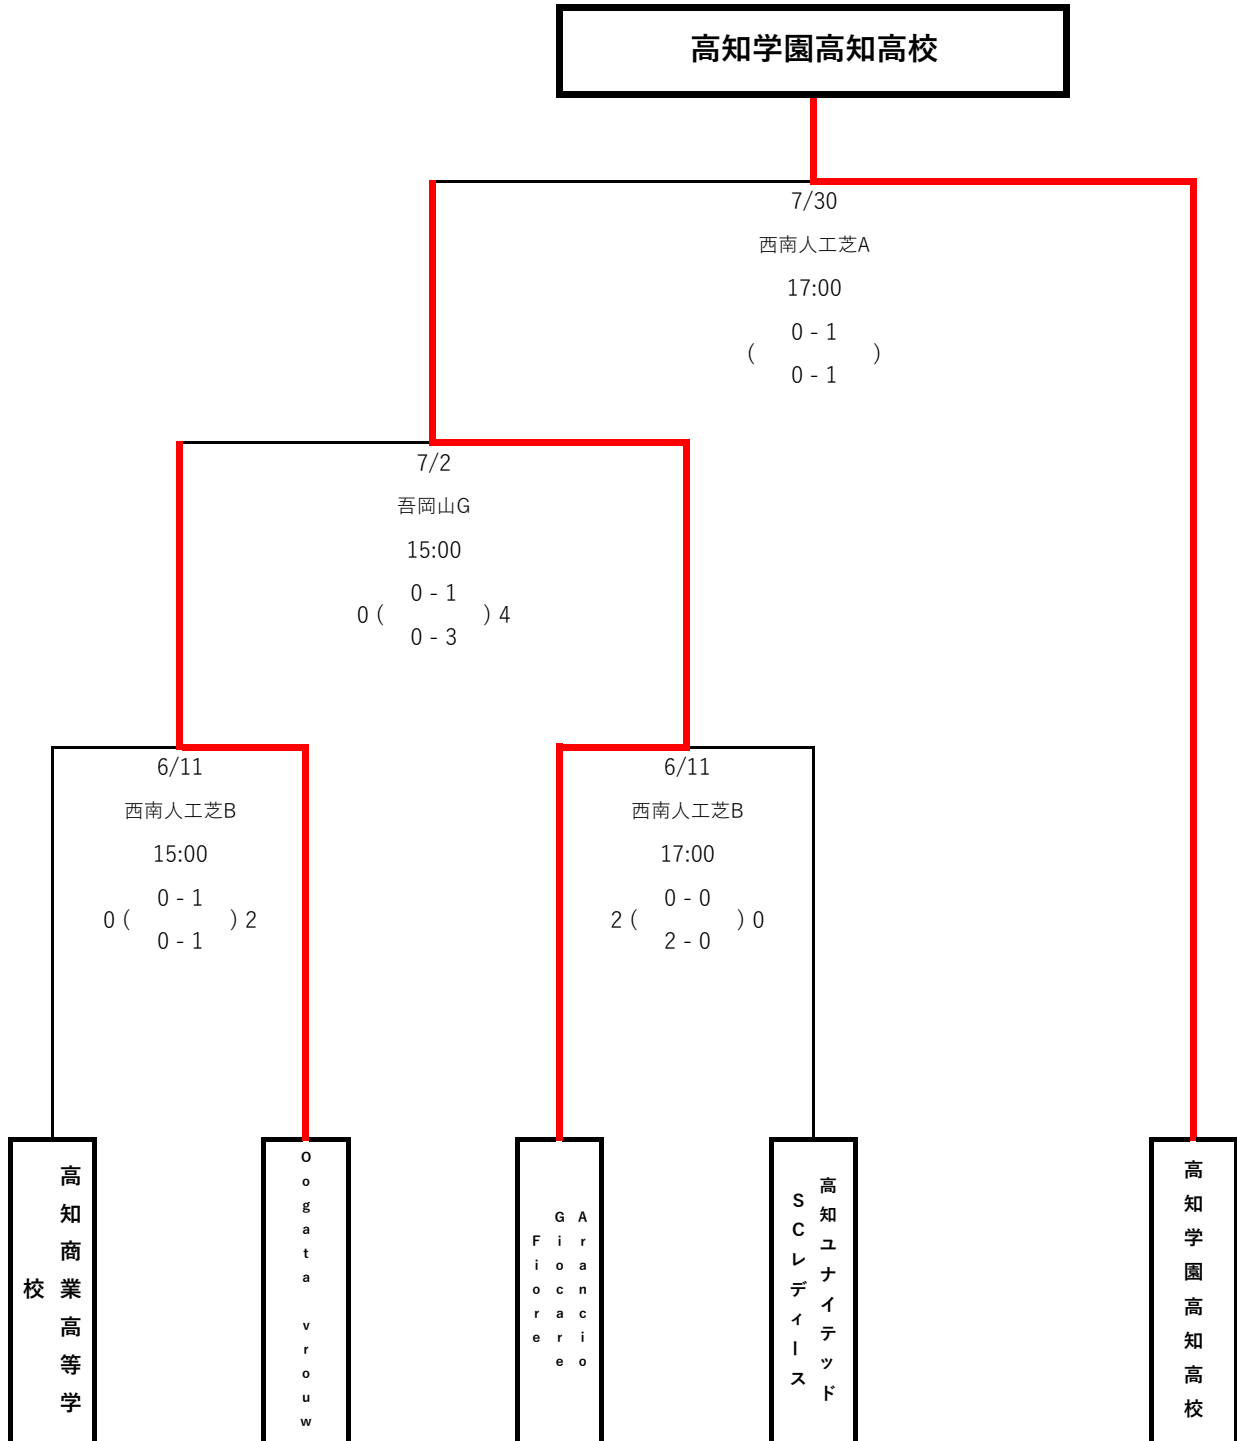 高知学園高知高校
7/30
西南人工芝A
17:00
0 - 1
( )
0 - 1
7/2
吾岡山G
15:00
0 - 1
0 ( ) 4
0 - 3
6/11
西南人工芝B
15:00
0 - 1
0 ( ) 2
0 - 1
6/11
西南人工芝B
17:00
0 - 0
2 ( ) 0
2 - 0
高知商業高等学
校
Oogata vrouw
Arancio
Giocare
Fiore
高知ユナイテッド
SCレディース
高知学園高知高校